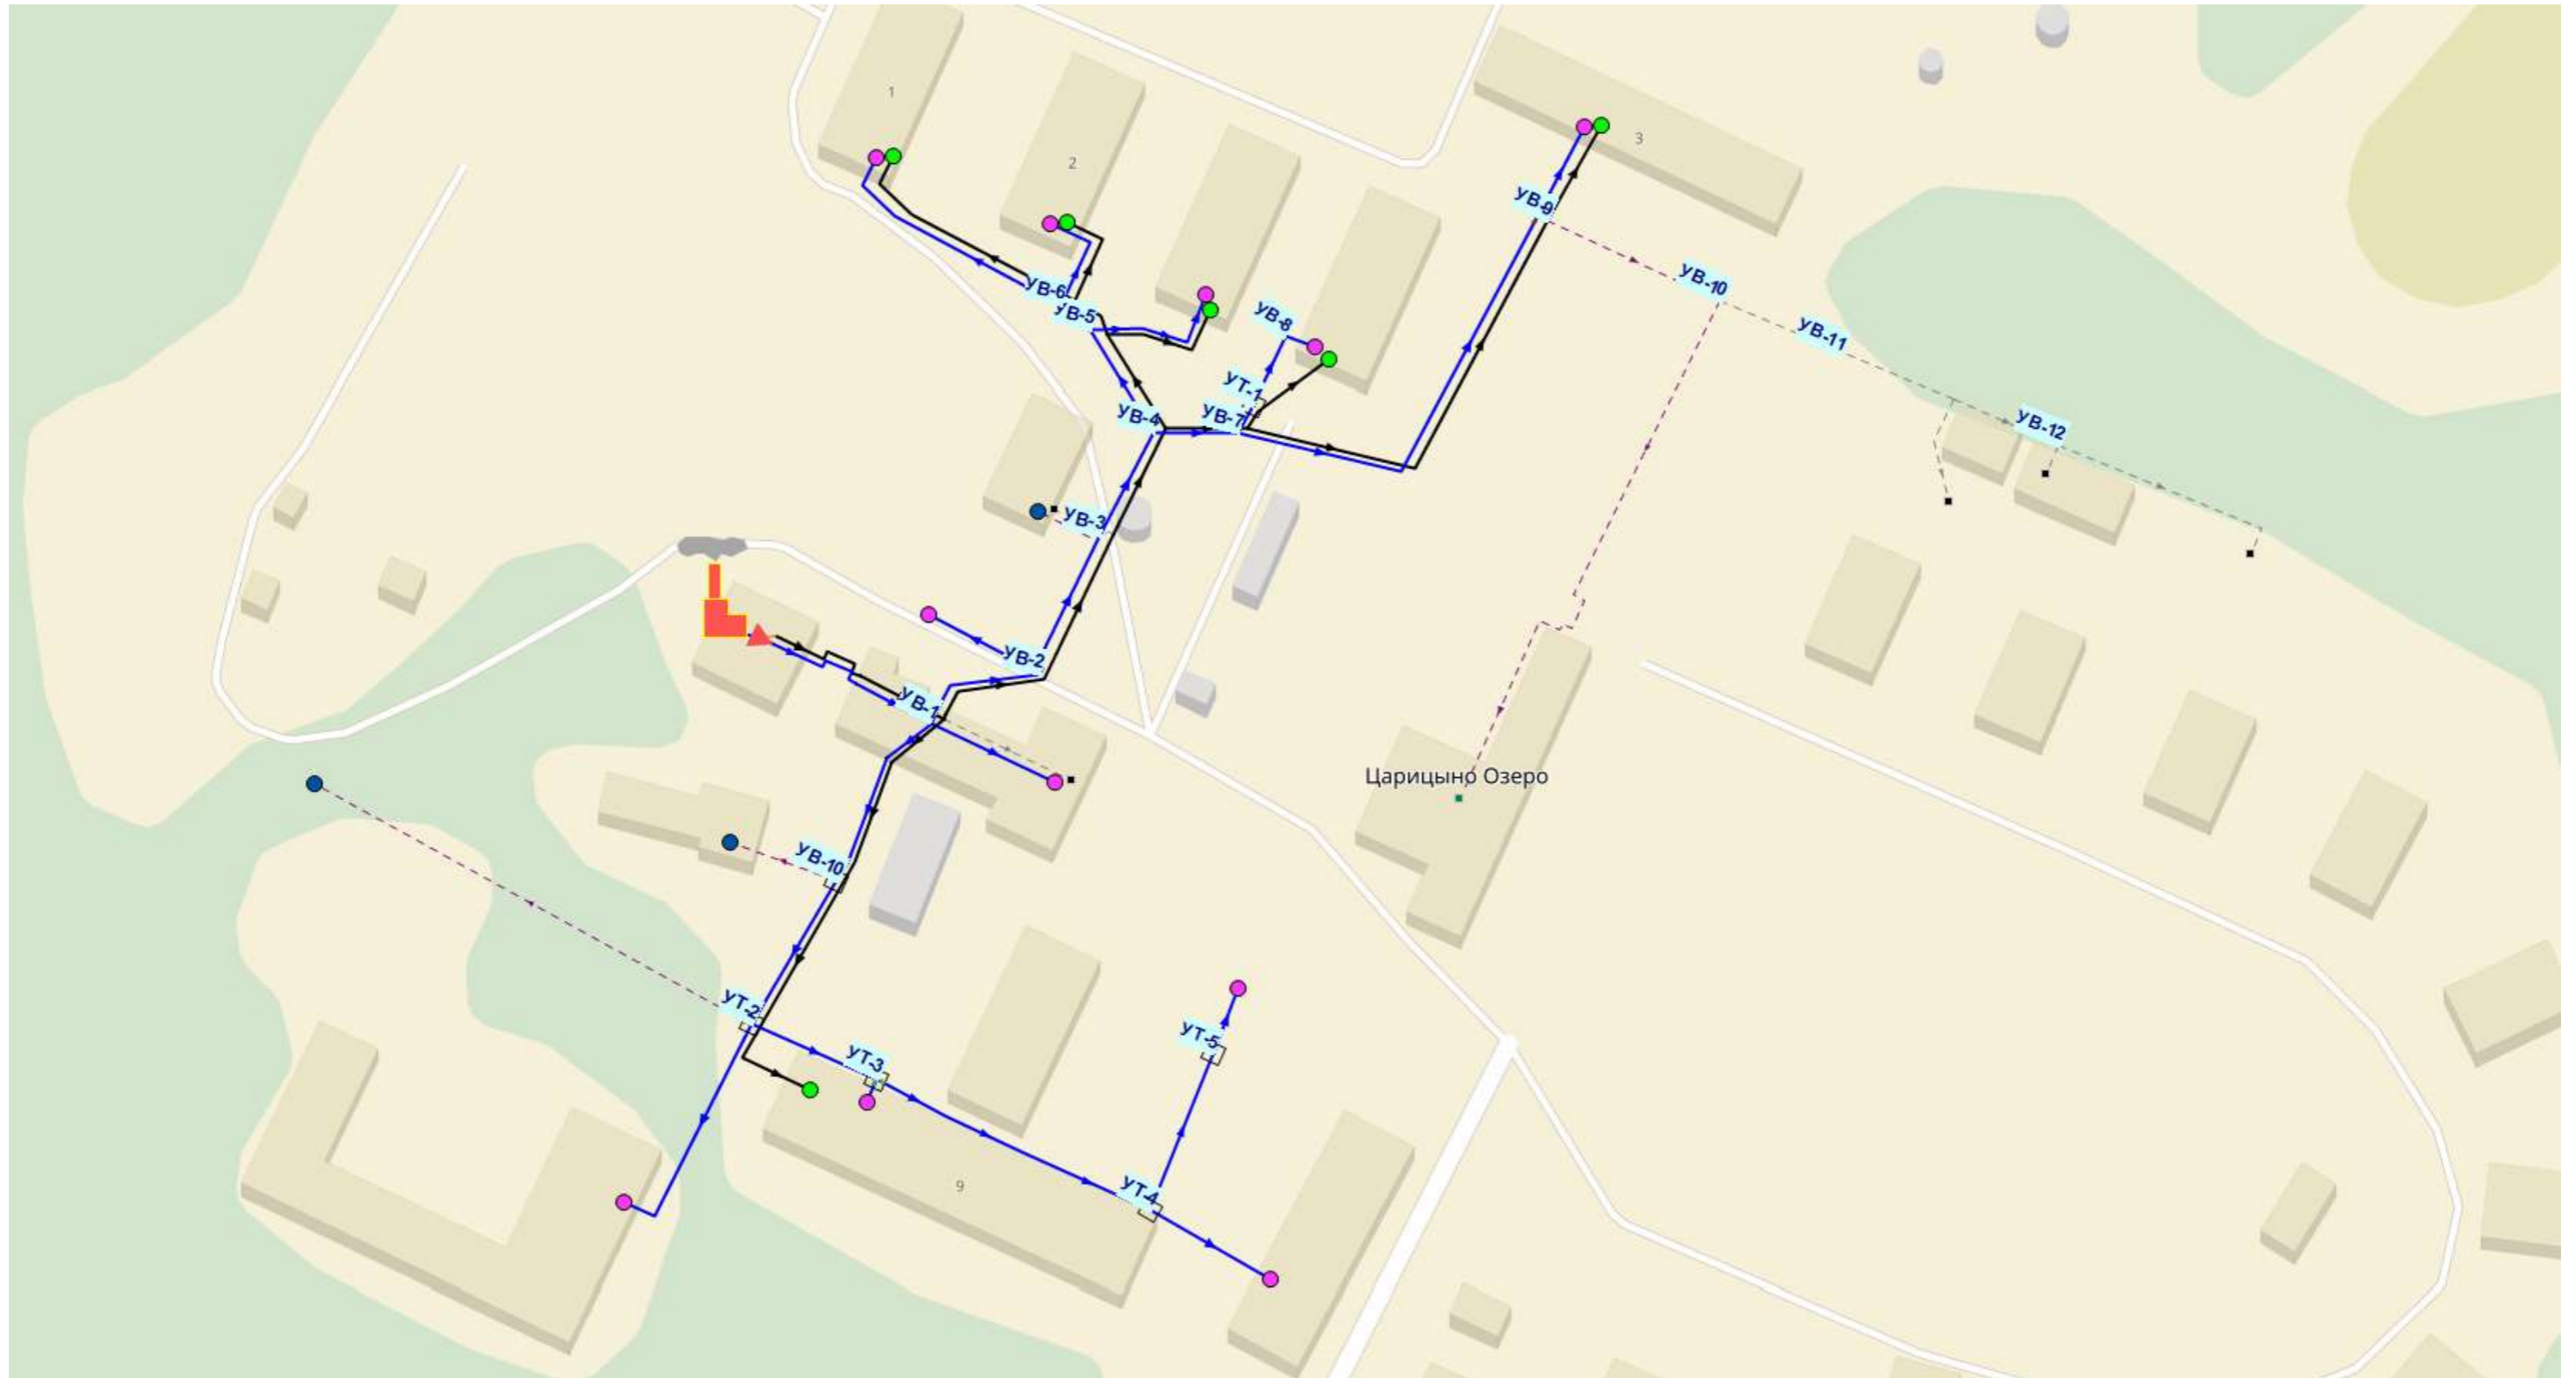 1
2
3
УВ-9
УВ-10
УВ-6
УВ-5
УВ-8
УВ-11
УТ-1
УВ-4
УВ-7
УВ-12
УВ-3
УВ-2
УВ-1
Царицыно Озеро
УВ-10
УТ-2
УТ-5
УТ-3
УТ-4
9